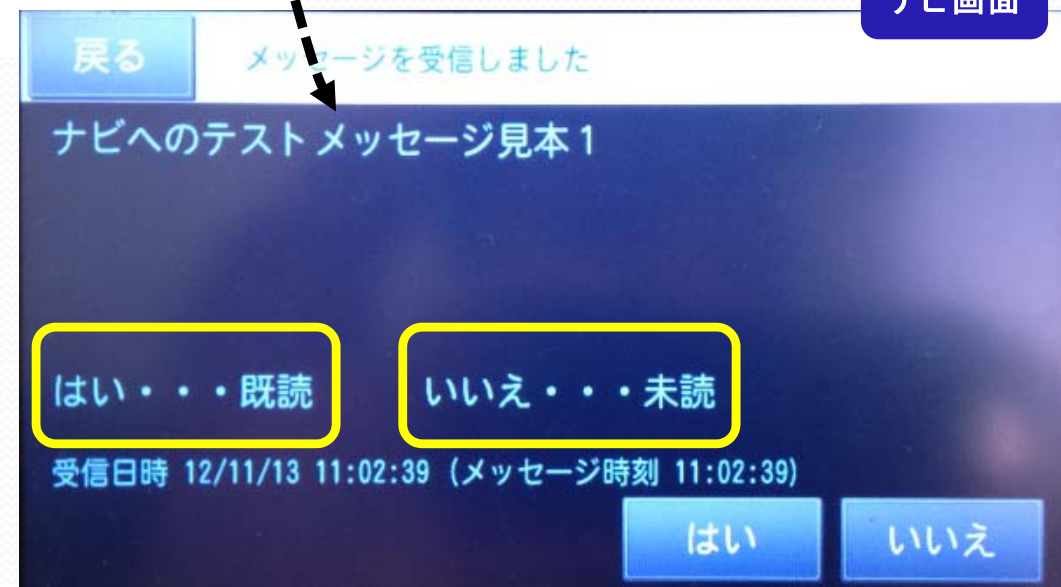 ナビ画面
戻る
メッセージを受信しました
ナビへのテストメッセージ見本1
はい・・・既読
いいえ・・・未読
受信日時 12/11/13 11:02:39 (メッセージ時刻 11:02:39)
はい
いいえ